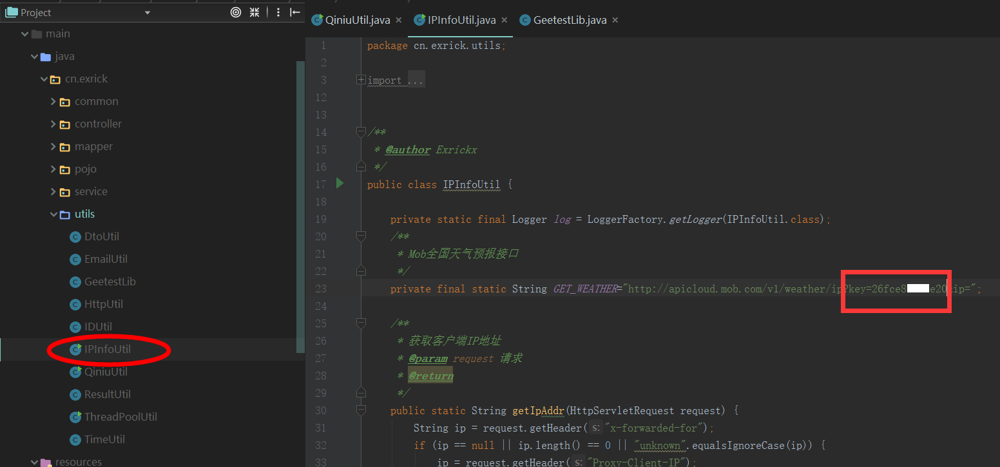 Project
main
java
cn.exrick
common
controller
mapper
pojo
service
utils
DtoUtil
EmailUtil
GeetestLib
HttpUtil
IDUtil
IPInfoUtil
QiniuUtil
ResultUtil
ThreadPoolUtil
TimeUtil
resources
QiniuUtil.java × IPInfoUtil.java × GeetestLib.java ×
1 package cn.exrick.utils;
2
3 import ...
12
13
14 /**
15 * @author Exrickx
16 */
17 public class IPInfoUtil {
18
19 private static final Logger log = LoggerFactory.getLogger(IPInfoUtil.class);
20 /**
21 * Mob全国天气预报接口
22 */
23 private final static String GET_WEATHER="http://apicloud.mob.com/v1/weather/ip?key=26fce8 e20&ip=";
24
25 /**
26 * 获取客户端IP地址
27 * @param request 请求
28 * @return
29 */
30 public static String getIpAddr(HttpServletRequest request) {
31 String ip = request.getHeader( s: "x-forwarded-for");
32 if (ip == null || ip.length() == 0 || "unknown".equalsIgnoreCase(ip)) {
33 ip = request.getHeader( s: "Proxy-Client-IP");